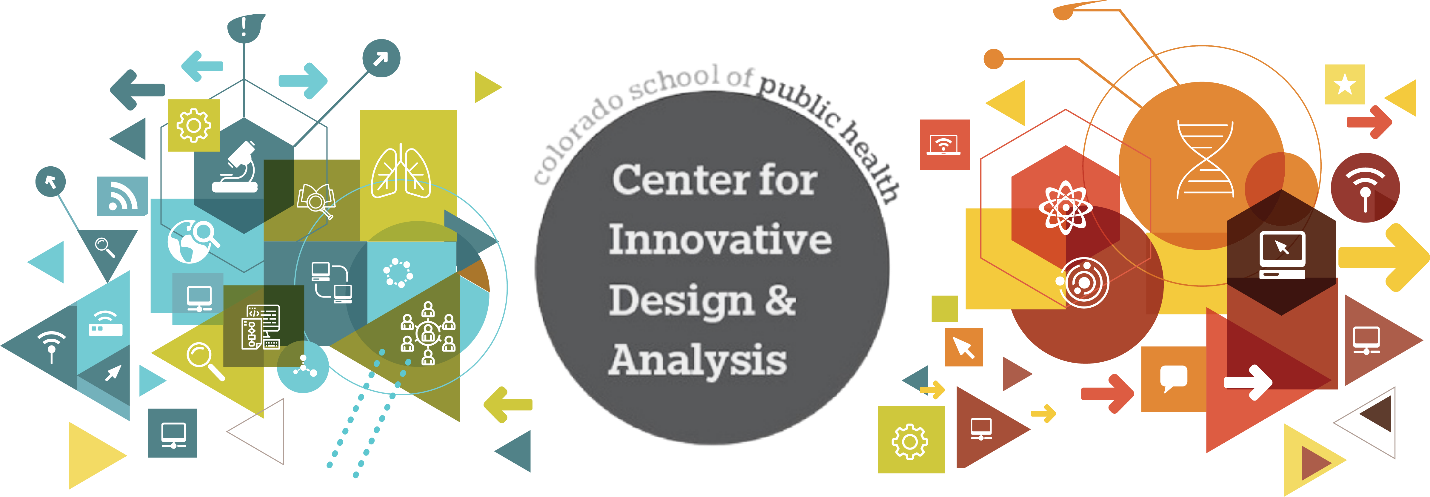 colorado school of public health
Center for
Innovative
Design &
Analysis